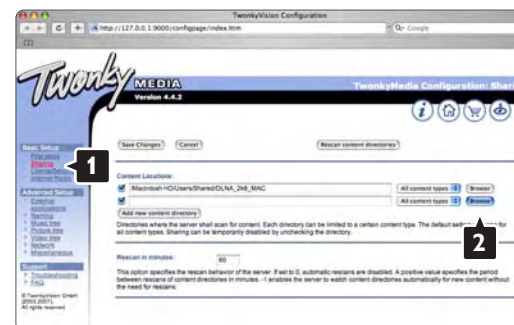 TwonkyVision Configuration
http://127.0.0.1:9000/configpage/index.htm
Google
Twonky
MEDIA
Version 4.4.2
TwonkyMedia Configuration: Shari
Save Changes
Cancel
Rescan content directories
Basic Setup
First steps
Sharing
Internet Radio
1
Content Locations:
/Macintosh HD/Users/Shared/DLNA_2k8_MAC
All content types
Browse
All content types
Browse
Add new content directory
2
Advanced Setup
External applications
Naming
Music tree
Picture tree
Video tree
Network
Miscellaneous
Directories where the server shall scan for content. Each directory can be limited to a certain content type. The default for
all content types. Sharing can be temporarily disabled by unchecking the directory.
Support
Troubleshooting
FAQ
Rescan in minutes:
60
This option specifies the rescan behavior of the server. If set to 0, automatic rescans are disabled. A positive value specifies the period
between rescans of content directories in minutes. -1 enables the server to watch content directories automatically for new content without
the need for rescans.
© TwonkyVision GmbH
(2003,2007),
All rights reserved